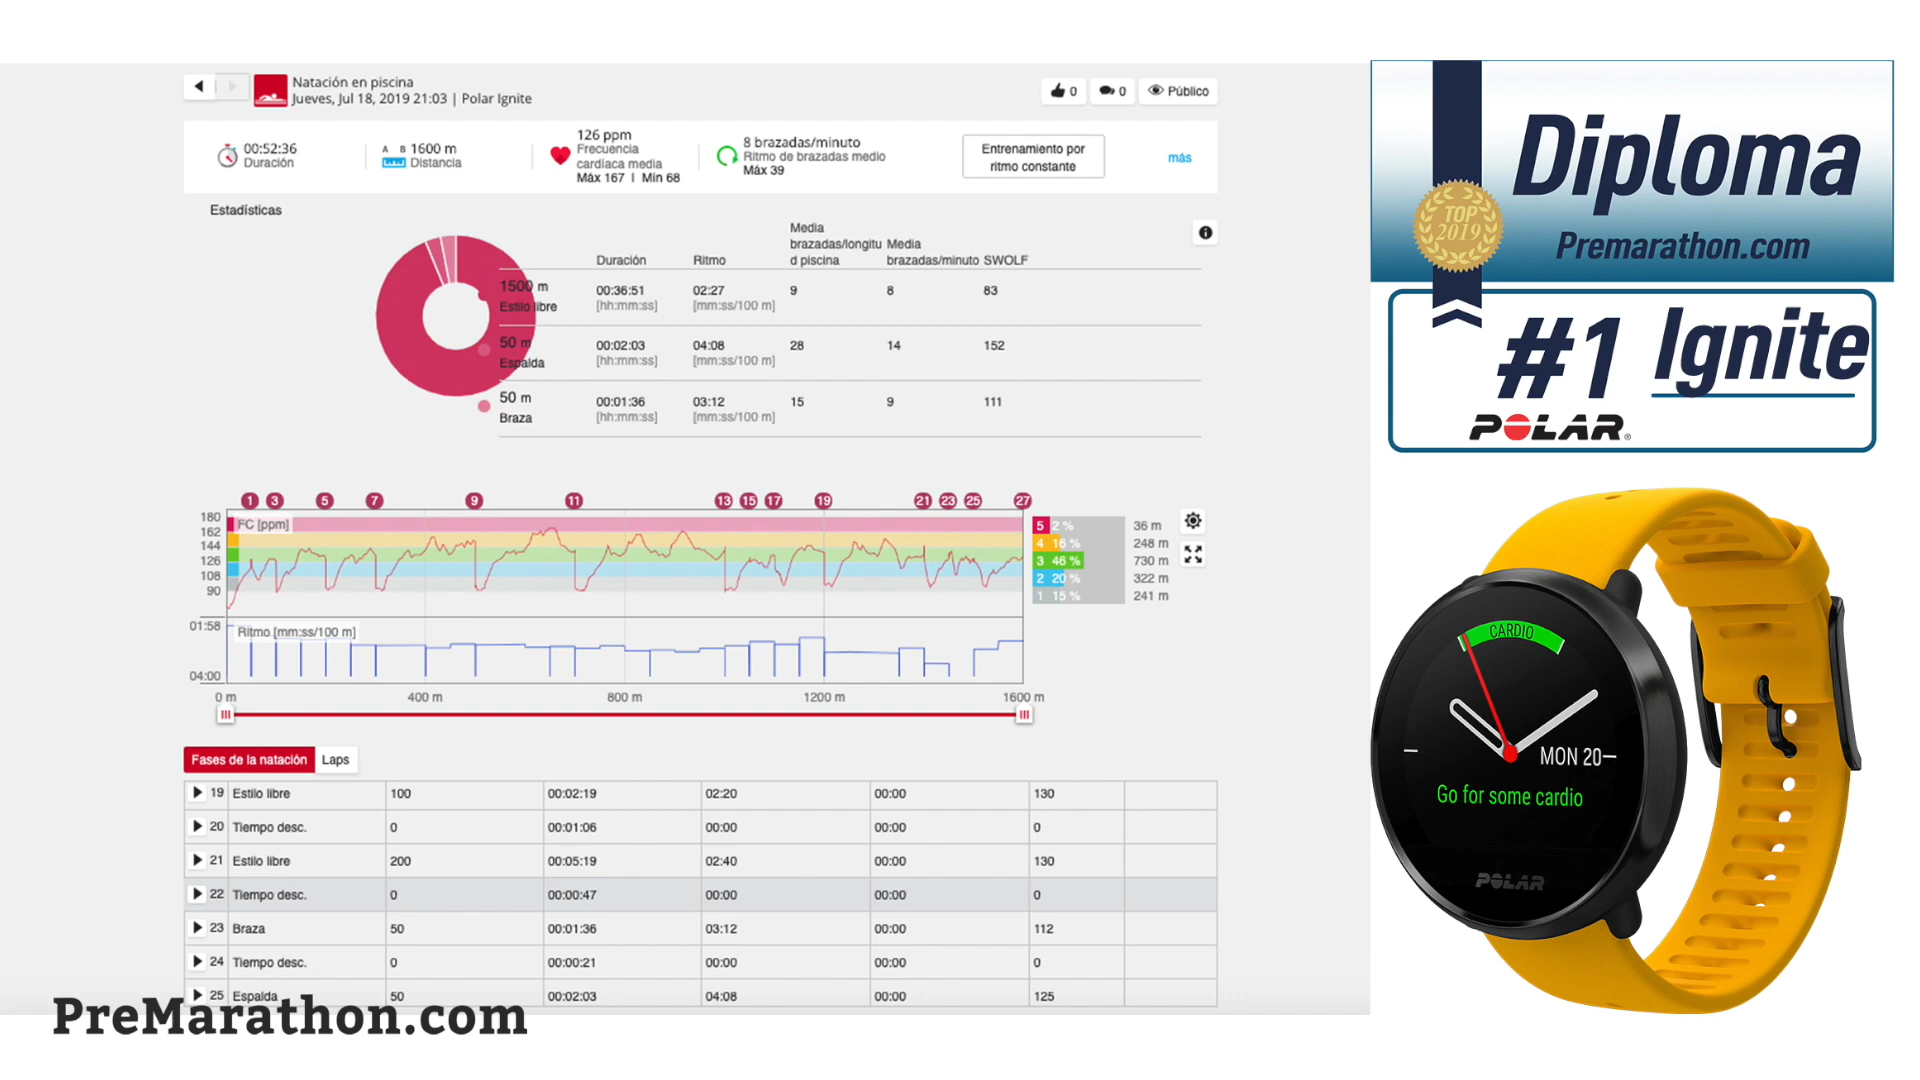 Natación en piscina
Jueves, Jul 18, 2019 21:03 | Polar Ignite
0
0
Público
00:52:36
Duración
A B 1600 m
Distancia
126 ppm
Frecuencia
cardíaca media
Máx 167 | Min 68
8 brazadas/minuto
Ritmo de brazadas medio
Máx 39
Entrenamiento por
ritmo constante
más
Estadísticas
Duración Ritmo Media brazadas/longitu d piscina Media brazadas/minuto SWOLF
1500 m 00:36:51 02:27 9 8 83
Estilo libre [hh:mm:ss] [mm:ss/100 m]
50 m 00:02:03 04:08 28 14 152
Espalda [hh:mm:ss] [mm:ss/100 m]
50 m 00:01:36 03:12 15 9 111
Braza [hh:mm:ss] [mm:ss/100 m]
1 3 5 7 9 11 13 15 17 19 21 23 25 27
FC [ppm]
180
162
144
126
108
90
5 2 % 36 m
4 16 % 248 m
3 46 % 730 m
2 20 % 322 m
1 15 % 241 m
Ritmo [mm:ss/100 m]
01:58
04:00
0 m 400 m 800 m 1200 m 1600 m
Fases de la natación Laps
19 Estilo libre 100 00:02:19 02:20 00:00 130
20 Tiempo desc. 0 00:01:06 00:00 00:00 0
21 Estilo libre 200 00:05:19 02:40 00:00 130
22 Tiempo desc. 0 00:00:47 00:00 00:00 0
23 Braza 50 00:01:36 03:12 00:00 112
24 Tiempo desc. 0 00:00:21 00:00 00:00 0
25 Espalda 50 00:02:03 04:08 00:00 125
PreMarathon.com
Diploma
TOP
2019
Premarathon.com
#1 Ignite
POLAR®
CARDIO
MON 20
Go for some cardio
POLAR